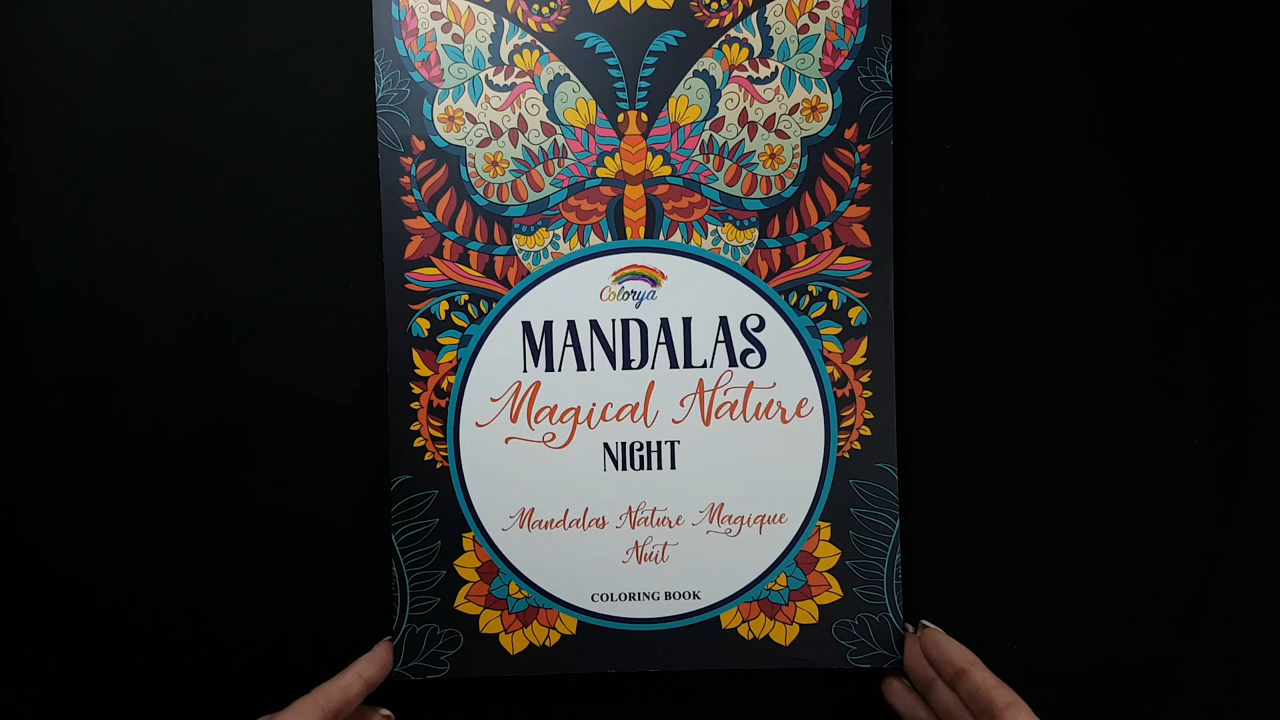 Colorya
MANDALAS
Magical Nature
NIGHT
Mandalas Nature Magique
Nuit
COLORING BOOK